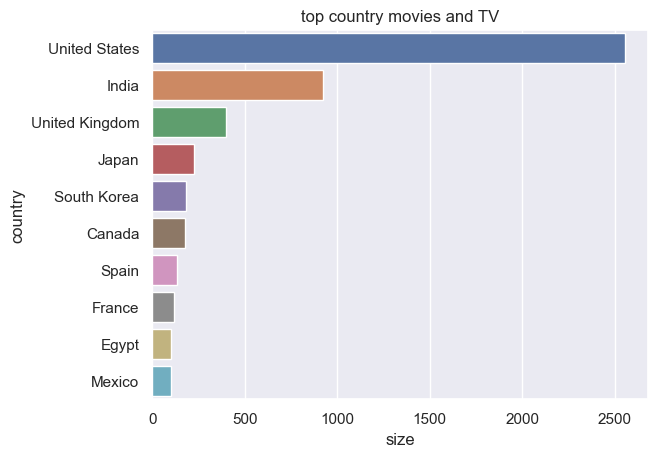 top country movies and TV
United States
India
United Kingdom
Japan
South Korea
Canada
Spain
France
Egypt
Mexico
country
0 500 1000 1500 2000 2500
size